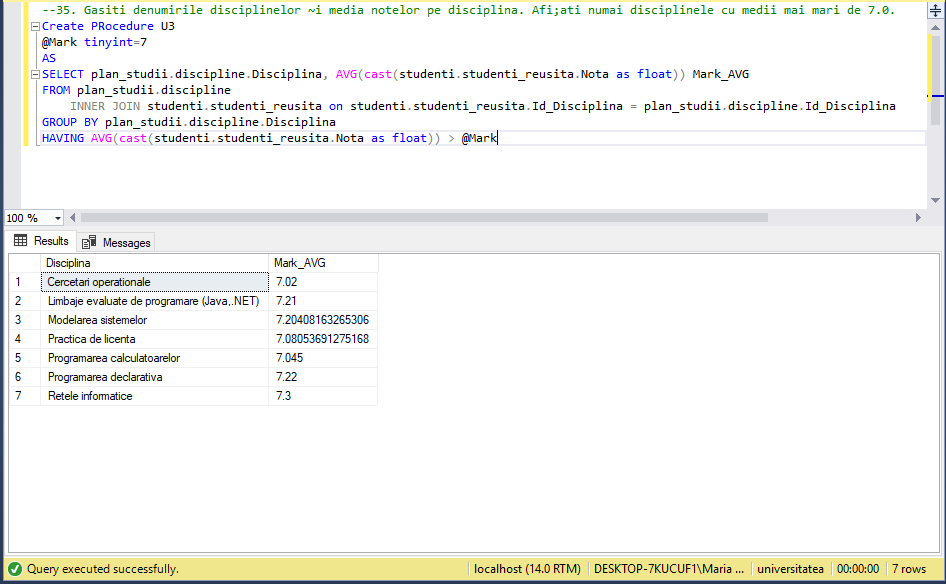 --35. Gasiti denumirile disciplinelor ~i media notelor pe disciplina. Afi;ati numai disciplinele cu medii mai mari de 7.0.
Create PRocedure U3
@Mark tinyint=7
AS
SELECT plan_studii.discipline.Disciplina, AVG(cast(studenti.studenti_reusita.Nota as float)) Mark_AVG
FROM plan_studii.discipline
INNER JOIN studenti.studenti_reusita on studenti.studenti_reusita.Id_Disciplina = plan_studii.discipline.Id_Disciplina
GROUP BY plan_studii.discipline.Disciplina
HAVING AVG(cast(studenti.studenti_reusita.Nota as float)) > @Mark
100 %
Results Messages
Disciplina Mark_AVG
1 Cercetari operationale 7.02
2 Limbaje evaluate de programare (Java,.NET) 7.21
3 Modelarea sistemelor 7.20408163265306
4 Practica de licenta 7.08053691275168
5 Programarea calculatoarelor 7.045
6 Programarea declarativa 7.22
7 Retele informatice 7.3
Query executed successfully. localhost (14.0 RTM) DESKTOP-7KUCUF1\Maria ... universitatea 00:00:00 7 rows